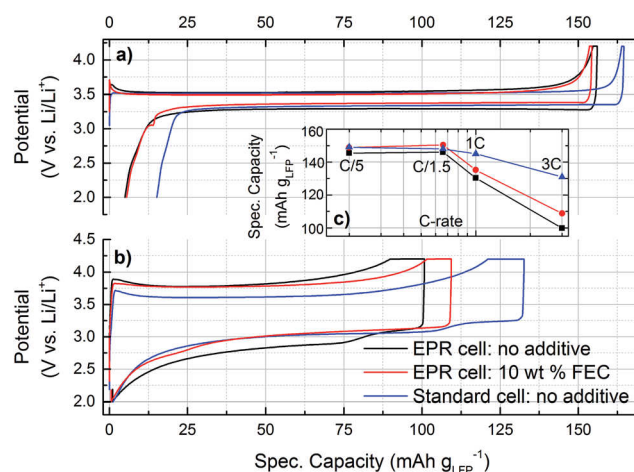 0 25 50 75 100 125 150
a)
4.0
3.5
3.0
2.5
2.0
Potential
(V vs. Li/Li⁺)
160
140
120
100
Spec. Capacity
(mAh g_LFP⁻¹)
C/5
C/1.5
1C
3C
c)
C-rate
b)
4.5
4.0
3.5
3.0
2.5
2.0
Potential
(V vs. Li/Li⁺)
EPR cell: no additive
EPR cell: 10 wt % FEC
Standard cell: no additive
0 25 50 75 100 125 150
Spec. Capacity (mAh g_LFP⁻¹)